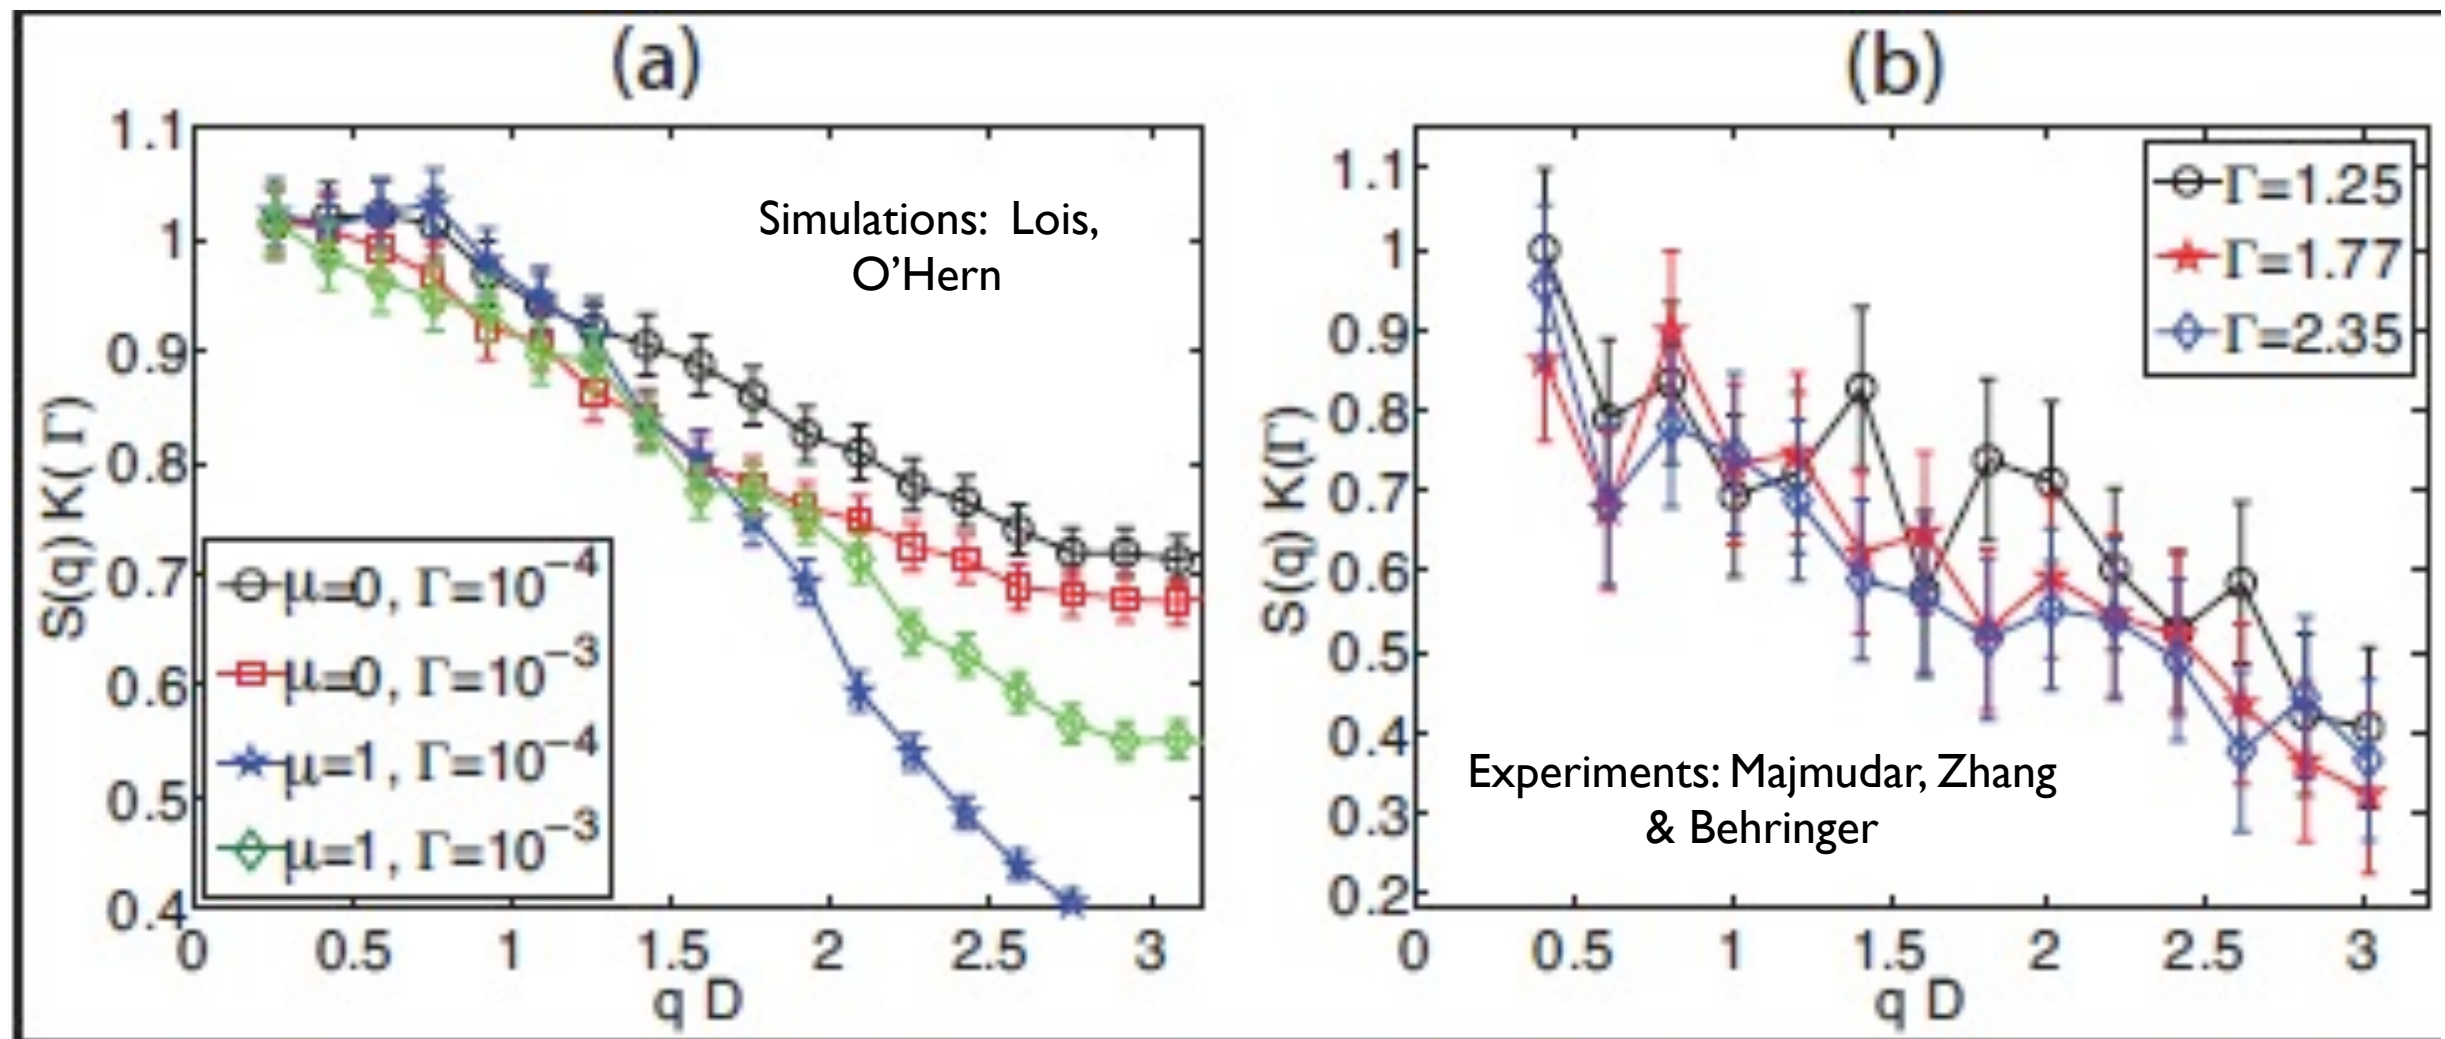 (a)
1.1
1
0.9
0.8
0.7
0.6
0.5
0.4
S(q) K( Γ)
Simulations: Lois,
O'Hern
μ=0, Γ=10⁻⁴
μ=0, Γ=10⁻³
μ=1, Γ=10⁻⁴
μ=1, Γ=10⁻³
0 0.5 1 1.5 2 2.5 3
q D
(b)
1.1
1
0.9
0.8
0.7
0.6
0.5
0.4
0.3
0.2
S(q) K(Γ)
Γ=1.25
Γ=1.77
Γ=2.35
Experiments: Majmudar, Zhang
& Behringer
0 0.5 1 1.5 2 2.5 3
q D